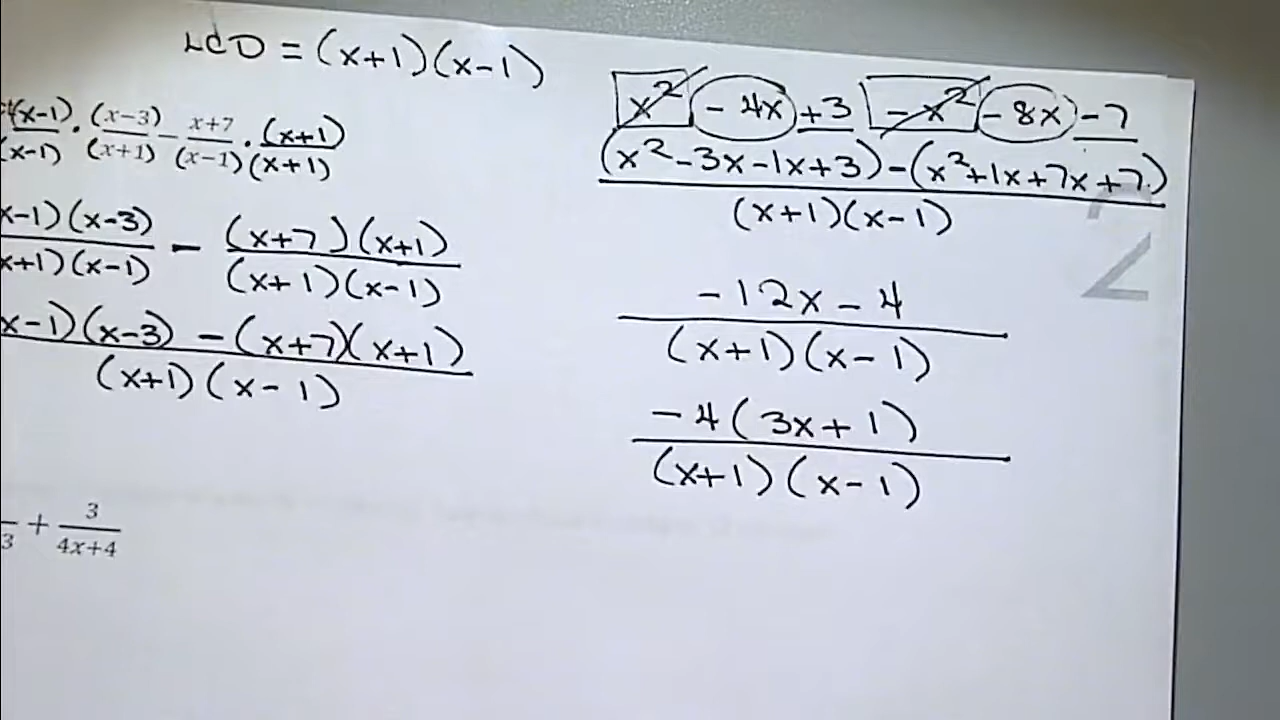 LCD = (x+1)(x-1)
(x-1)/(x-1) · (x-3)/(x+1) - x+7/(x-1) · (x+1)/(x+1)
x-1)(x-3)/x+1)(x-1) - (x+7)(x+1)/(x+1)(x-1)
x-1)(x-3) - (x+7)(x+1)
(x+1)(x-1)
3 + 3/4x+4
x² - 4x +3 - x² - 8x - 7
(x²-3x-1x+3)-(x²+1x+7x+7)
(x+1)(x-1)
-12x-4
(x+1)(x-1)
-4(3x+1)
(x+1)(x-1)